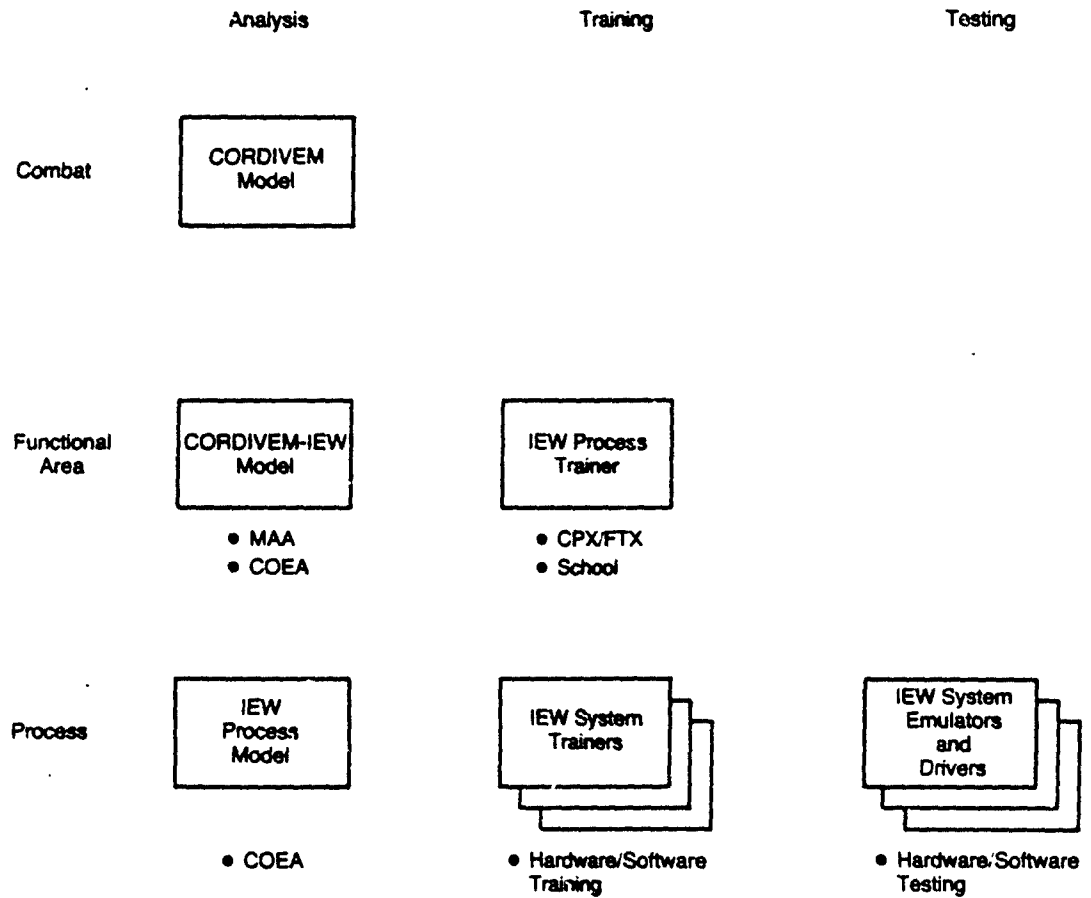 Analysis Training Testing
Combat
CORDIVEM
Model
Functional
Area
CORDIVEM-IEW
Model
IEW Process
Trainer
• MAA
• COEA
• CPX/FTX
• School
Process
IEW
Process
Model
IEW System
Trainers
IEW System
Emulators
and
Drivers
• COEA
• Hardware/Software
Training
• Hardware/Software
Testing